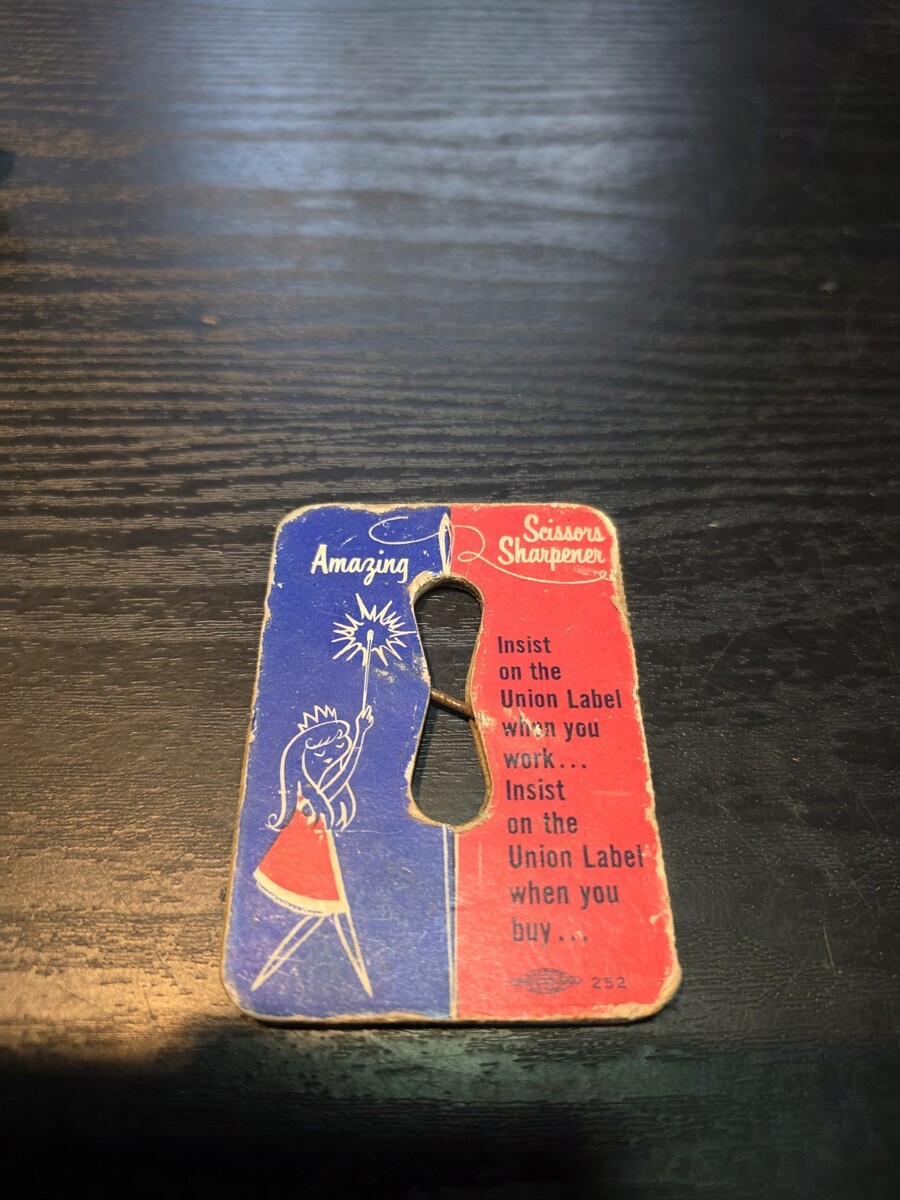 Amazing
Scissors
Sharpener
Insist
on the
Union Label
when you
work...
Insist
on the
Union Label
when you
buy...
252